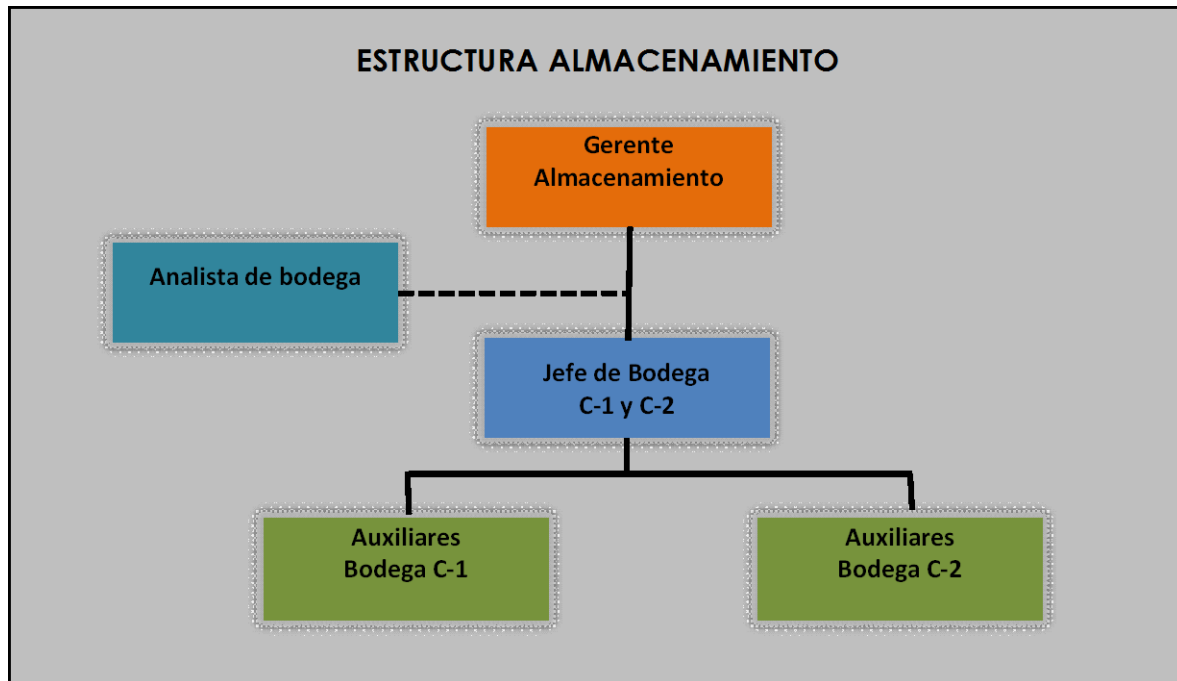 ESTRUCTURA ALMACENAMIENTO
Gerente
Almacenamiento
Analista de bodega
Jefe de Bodega
C-1 y C-2
Auxiliares
Bodega C-1
Auxiliares
Bodega C-2